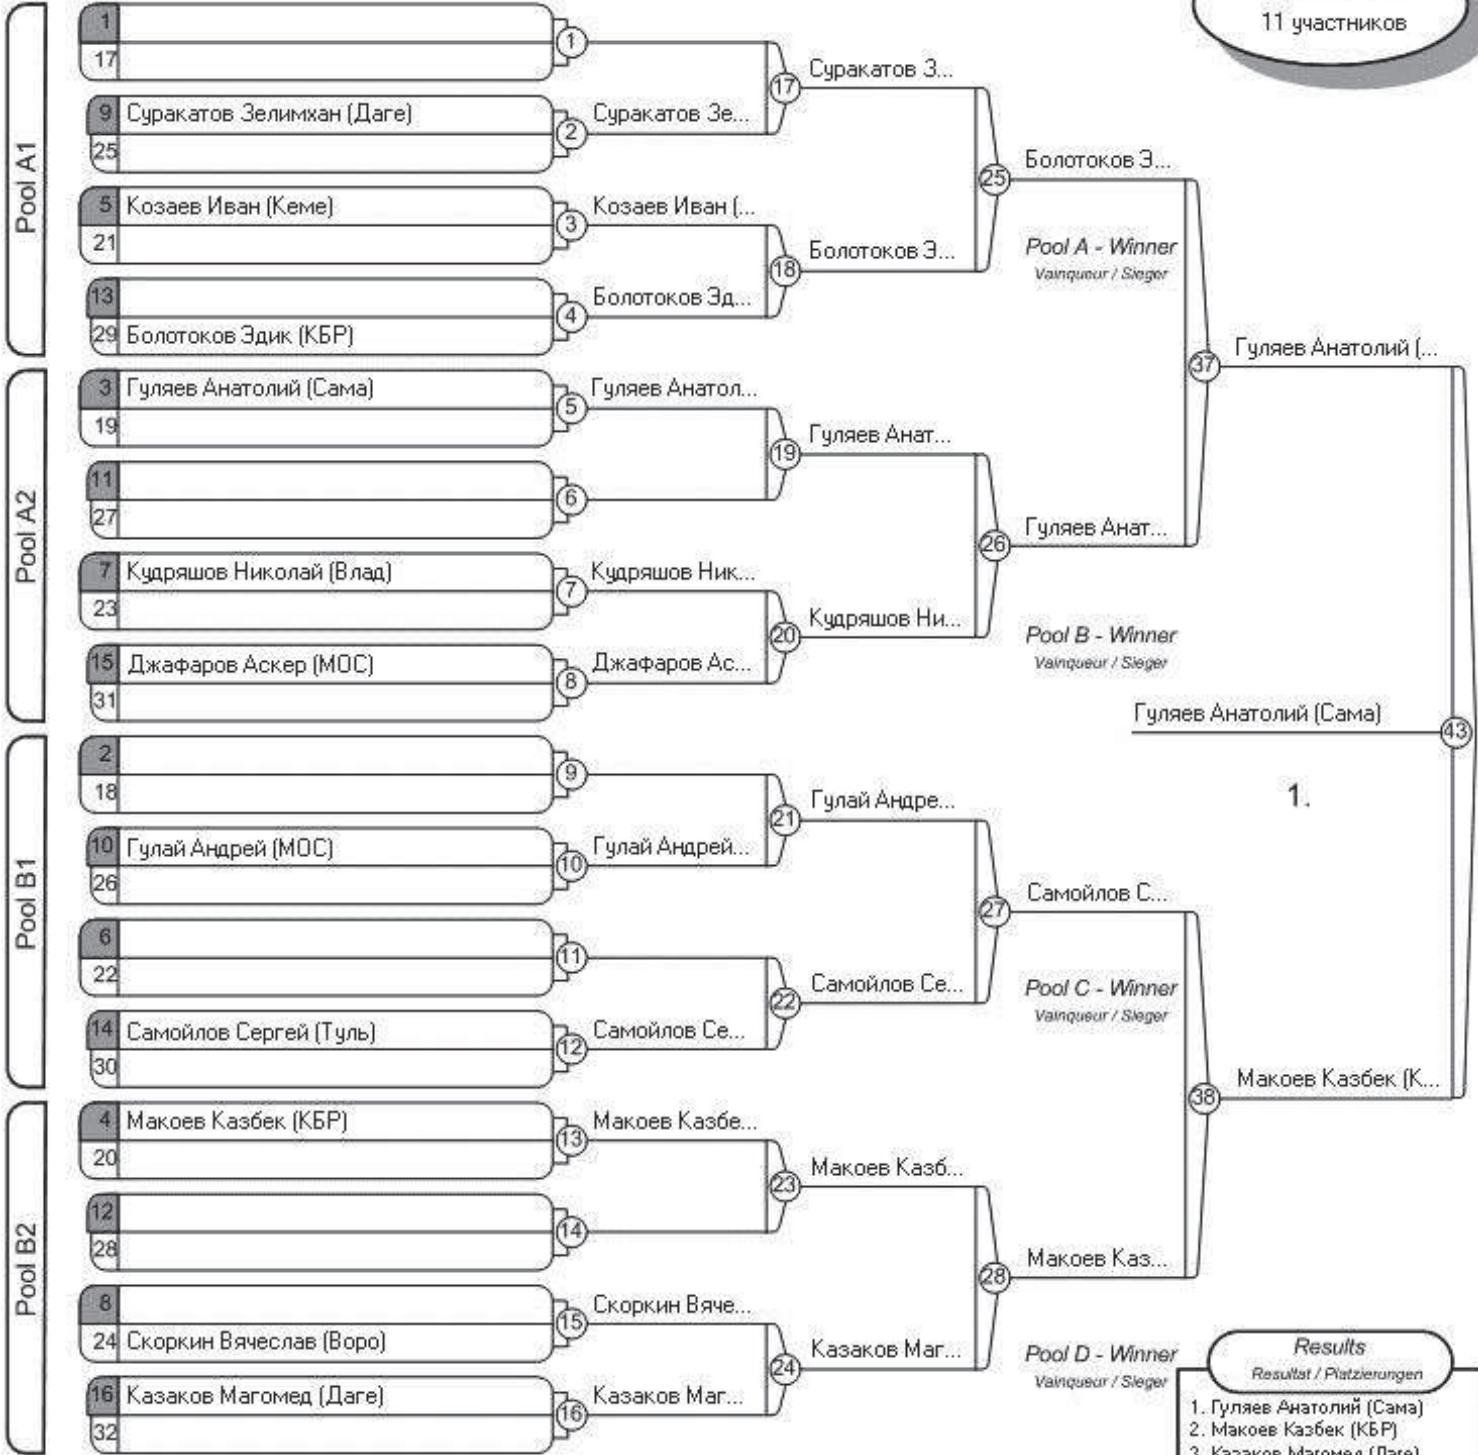 11 участников
Pool A1
1
17
1
9 Суракатов Зелимхан (Даге)
25
2
Суракатов Зе...
17
Суракатов З...
5 Козаев Иван (Кеме)
21
3
Козаев Иван (...
13
29 Болотоков Эдик (КБР)
4
Болотоков Эд...
18
Болотоков Э...
25
Болотоков Э...
Pool A - Winner
Vainqueur / Sieger
Pool A2
3 Гуляев Анатолий (Сама)
19
5
Гуляев Анатол...
11
27
6
19
Гуляев Анат...
7 Кудряшов Николай (Влад)
23
7
Кудряшов Ник...
15 Джафаров Аскер (МОС)
31
8
Джафаров Ас...
20
Кудряшов Ни...
26
Гуляев Анат...
37
Гуляев Анатолий (...
Pool B - Winner
Vainqueur / Sieger
Гуляев Анатолий (Сама)
43
1.
Pool B1
2
18
9
10 Гулай Андрей (МОС)
26
10
Гулай Андрей...
21
Гулай Андре...
6
22
11
14 Самойлов Сергей (Туль)
30
12
Самойлов Се...
22
Самойлов Се...
27
Самойлов С...
Pool C - Winner
Vainqueur / Sieger
Pool B2
4 Макоев Казбек (КБР)
20
13
Макоев Казбе...
12
28
14
23
Макоев Казб...
8
24 Скоркин Вячеслав (Воро)
15
Скоркин Вяче...
16 Казаков Магомед (Даге)
32
16
Казаков Маг...
24
Казаков Маг...
28
Макоев Каз...
38
Макоев Казбек (К...
Pool D - Winner
Vainqueur / Sieger
Results
Resultat / Platzierungen
1. Гуляев Анатолий (Сама)
2. Макоев Казбек (КБР)
3. Казаков Магомед (Даге)